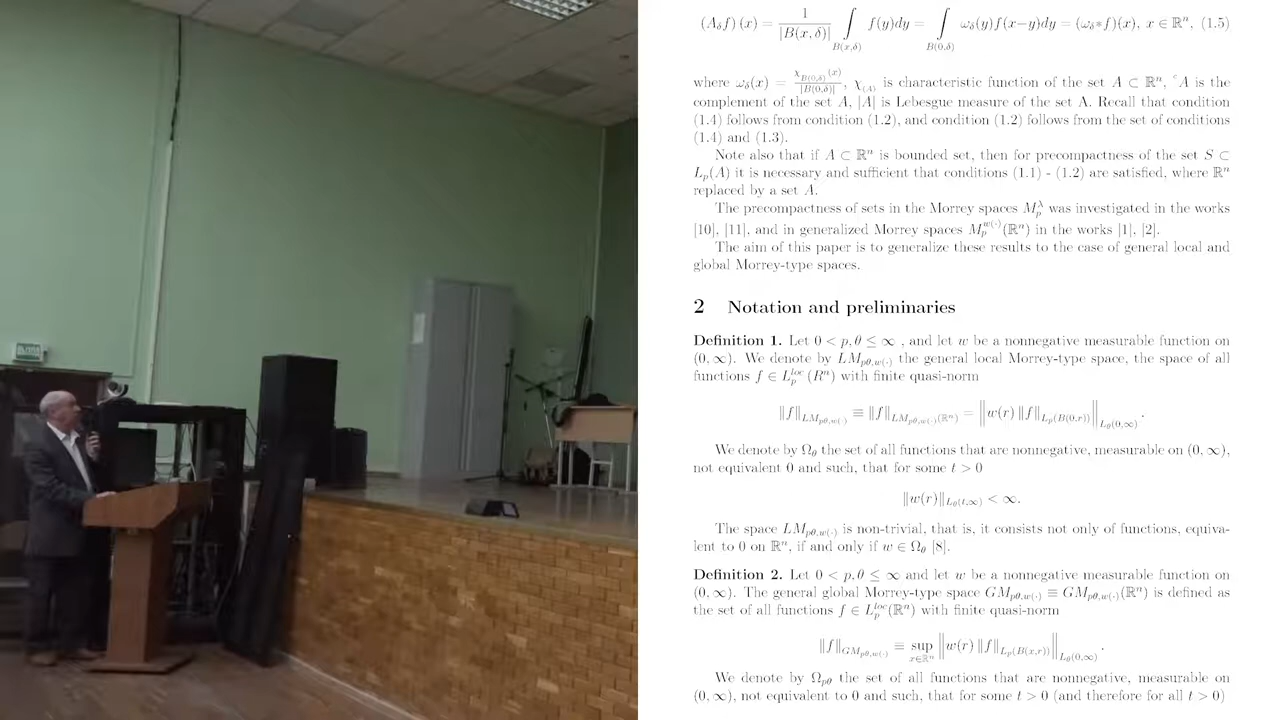 (A_δ f)(x) = 1/|B(x,δ)| ∫_{B(x,δ)} f(y)dy = ∫_{B(0,δ)} ω_δ(y)f(x−y)dy = (ω_δ∗f)(x), x ∈ ℝⁿ, (1.5)
where ω_δ(x) = χ_{B(0,δ)}(x)/|B(0,δ)|, χ_(A) is characteristic function of the set A ⊂ ℝⁿ, ᶜA is the
complement of the set A, |A| is Lebesgue measure of the set A. Recall that condition
(1.4) follows from condition (1.2), and condition (1.2) follows from the set of conditions
(1.4) and (1.3).
Note also that if A ⊂ ℝⁿ is bounded set, then for precompactness of the set S ⊂
L_p(A) it is necessary and sufficient that conditions (1.1) - (1.2) are satisfied, where ℝⁿ
replaced by a set A.
The precompactness of sets in the Morrey spaces M_p^λ was investigated in the works
[10], [11], and in generalized Morrey spaces M_p^{w(·)}(ℝⁿ) in the works [1], [2].
The aim of this paper is to generalize these results to the case of general local and
global Morrey-type spaces.
2 Notation and preliminaries
Definition 1. Let 0 < p, θ ≤ ∞ , and let w be a nonnegative measurable function on
(0, ∞). We denote by LM_{pθ,w(·)} the general local Morrey-type space, the space of all
functions f ∈ L_p^{loc}(Rⁿ) with finite quasi-norm
‖f‖_{LM_{pθ,w(·)}} ≡ ‖f‖_{LM_{pθ,w(·)}(ℝⁿ)} = ‖w(r) ‖f‖_{L_p(B(0,r))}‖_{L_θ(0,∞)}.
We denote by Ω_θ the set of all functions that are nonnegative, measurable on (0, ∞),
not equivalent 0 and such, that for some t > 0
‖w(r)‖_{L_θ(t,∞)} < ∞.
The space LM_{pθ,w(·)} is non-trivial, that is, it consists not only of functions, equiva-
lent to 0 on ℝⁿ, if and only if w ∈ Ω_θ [8].
Definition 2. Let 0 < p, θ ≤ ∞ and let w be a nonnegative measurable function on
(0, ∞). The general global Morrey-type space GM_{pθ,w(·)} ≡ GM_{pθ,w(·)}(ℝⁿ) is defined as
the set of all functions f ∈ L_p^{loc}(ℝⁿ) with finite quasi-norm
‖f‖_{GM_{pθ,w(·)}} ≡ sup_{x∈ℝⁿ} ‖w(r) ‖f‖_{L_p(B(x,r))}‖_{L_θ(0,∞)}.
We denote by Ω_{pθ} the set of all functions that are nonnegative, measurable on
(0, ∞), not equivalent to 0 and such, that for some t > 0 (and therefore for all t > 0)